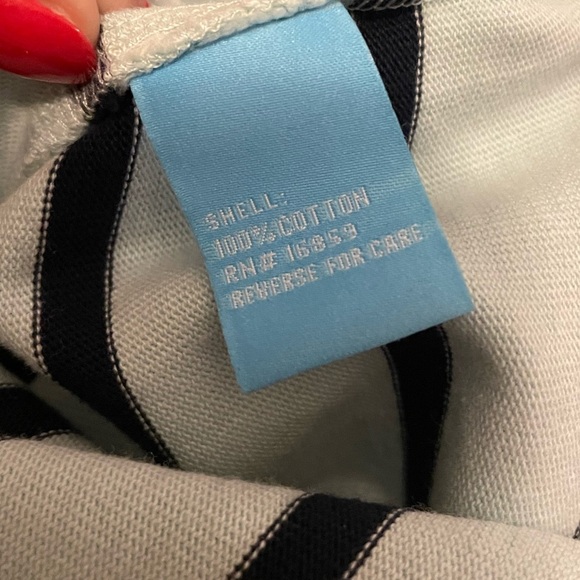 SHELL:
100% COTTON
RN# 16859
REVERSE FOR CARE